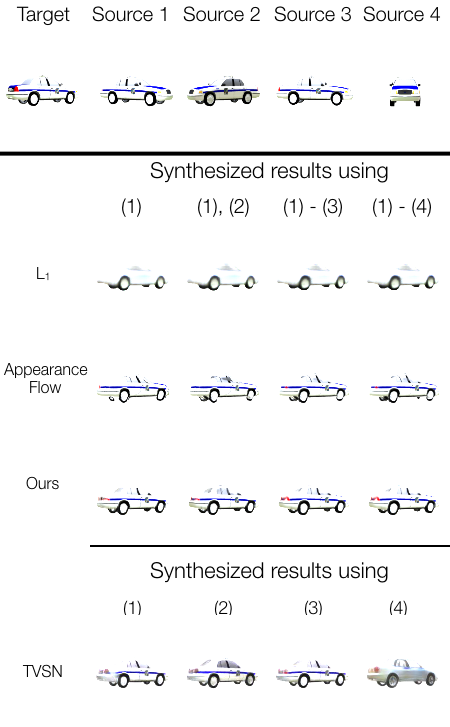 Target Source 1 Source 2 Source 3 Source 4
Synthesized results using
(1) (1), (2) (1) - (3) (1) - (4)
L₁
Appearance
Flow
Ours
Synthesized results using
(1) (2) (3) (4)
TVSN